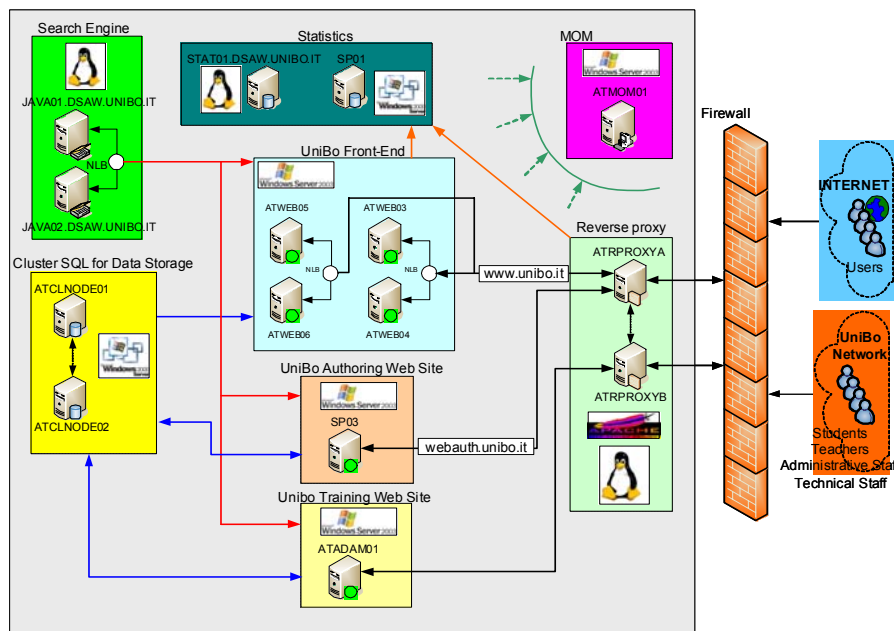 Search Engine
JAVA01.DSAW.UNIBO.IT
NLB
JAVA02.DSAW.UNIBO.IT
Statistics
STAT01.DSAW.UNIBO.IT
SP01
MOM
Windows Server 2003
ATMOM01
Firewall
INTERNET
Users
UniBo Front-End
Windows Server 2003
ATWEB05
ATWEB03
NLB
NLB
ATWEB06
ATWEB04
www.unibo.it
Reverse proxy
ATRPROXYA
ATRPROXYB
APACHE
Cluster SQL for Data Storage
ATCLNODE01
ATCLNODE02
UniBo Authoring Web Site
Windows Server 2003
SP03
webauth.unibo.it
Unibo Training Web Site
Windows Server 2003
ATADAM01
UniBo
Network
Students
Teachers
Administrative Staf
Technical Staff